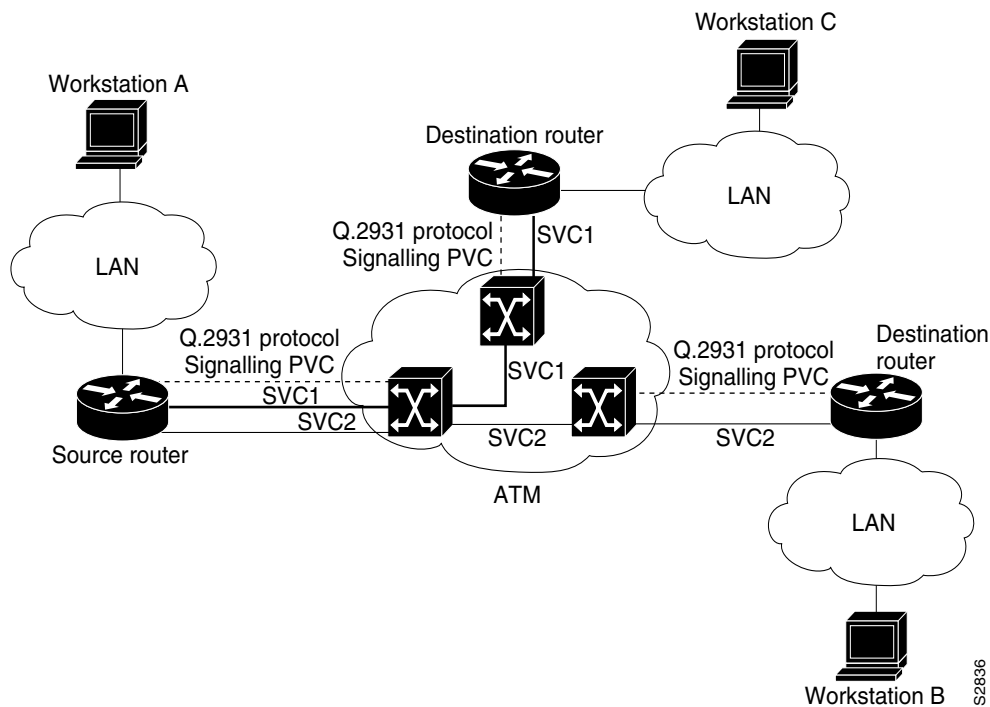 Workstation C
Workstation A
Destination router
LAN
Q.2931 protocol
Signalling PVC
SVC1
LAN
Q.2931 protocol
Signalling PVC
Destination
router
Q.2931 protocol
Signalling PVC
SVC1
SVC1
SVC2
SVC2
SVC2
Source router
ATM
LAN
Workstation B
S2836